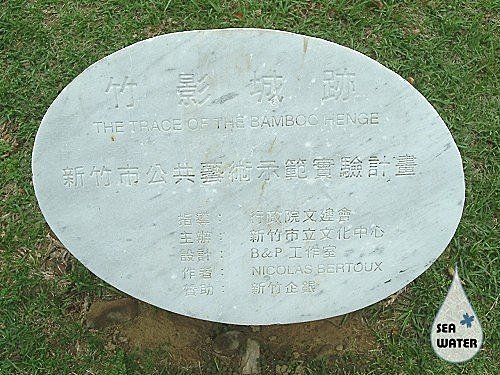 竹影城跡
THE TRACE OF THE BAMBOO HENGE
新竹市公共藝術示範實驗計畫
指導： 行政院文建會
主辦： 新竹市立文化中心
設計： B&P 工作室
作者： NICOLAS BERTOUX
贊助： 新竹企銀
SEA
WATER